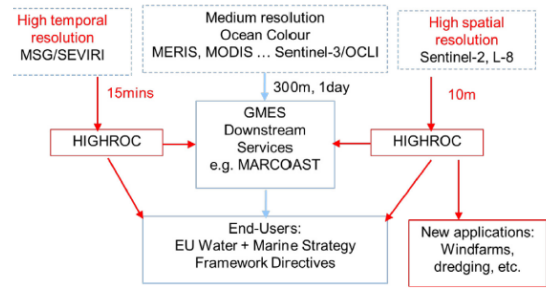 High temporal
resolution
MSG/SEVIRI
Medium resolution
Ocean Colour
MERIS, MODIS ... Sentinel-3/OCLI
High spatial
resolution
Sentinel-2, L-8
15mins
300m, 1day
10m
HIGHROC
GMES
Downstream
Services
e.g. MARCOAST
HIGHROC
End-Users:
EU Water + Marine Strategy
Framework Directives
New applications:
Windfarms,
dredging, etc.